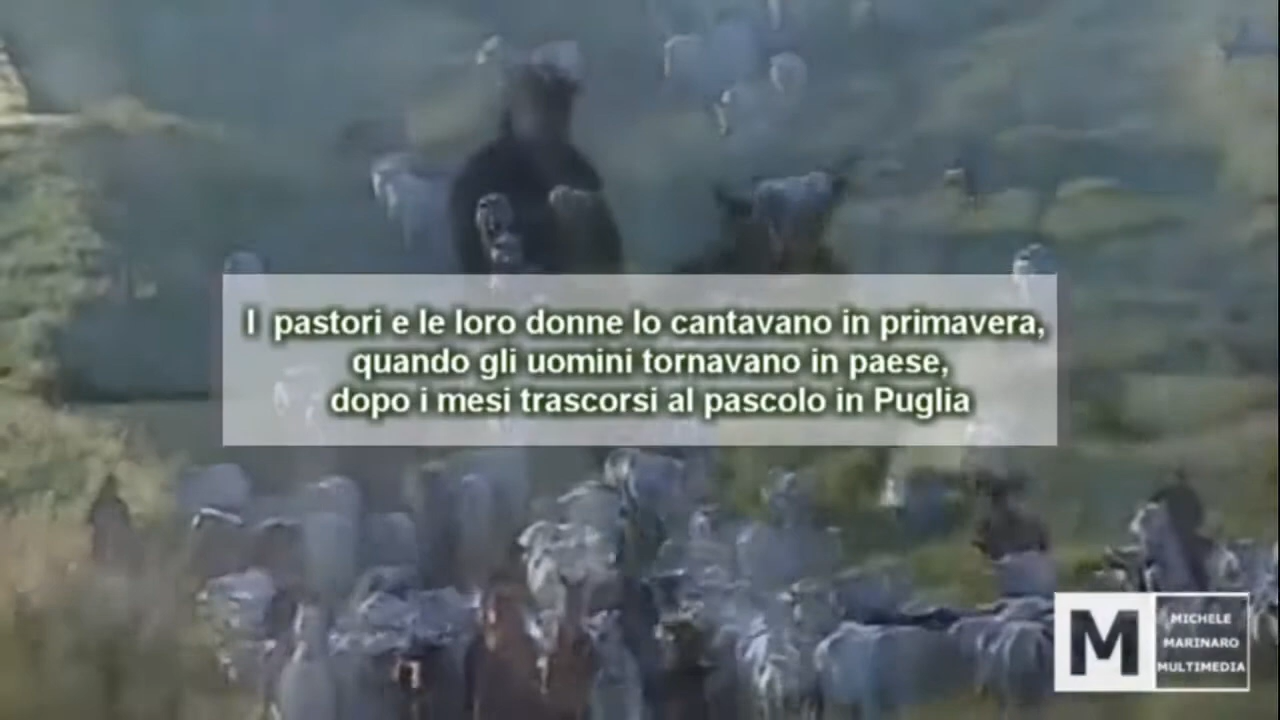 I pastori e le loro donne lo cantavano in primavera,
quando gli uomini tornavano in paese,
dopo i mesi trascorsi al pascolo in Puglia
M
MICHELE
MARINARO
MULTIMEDIA